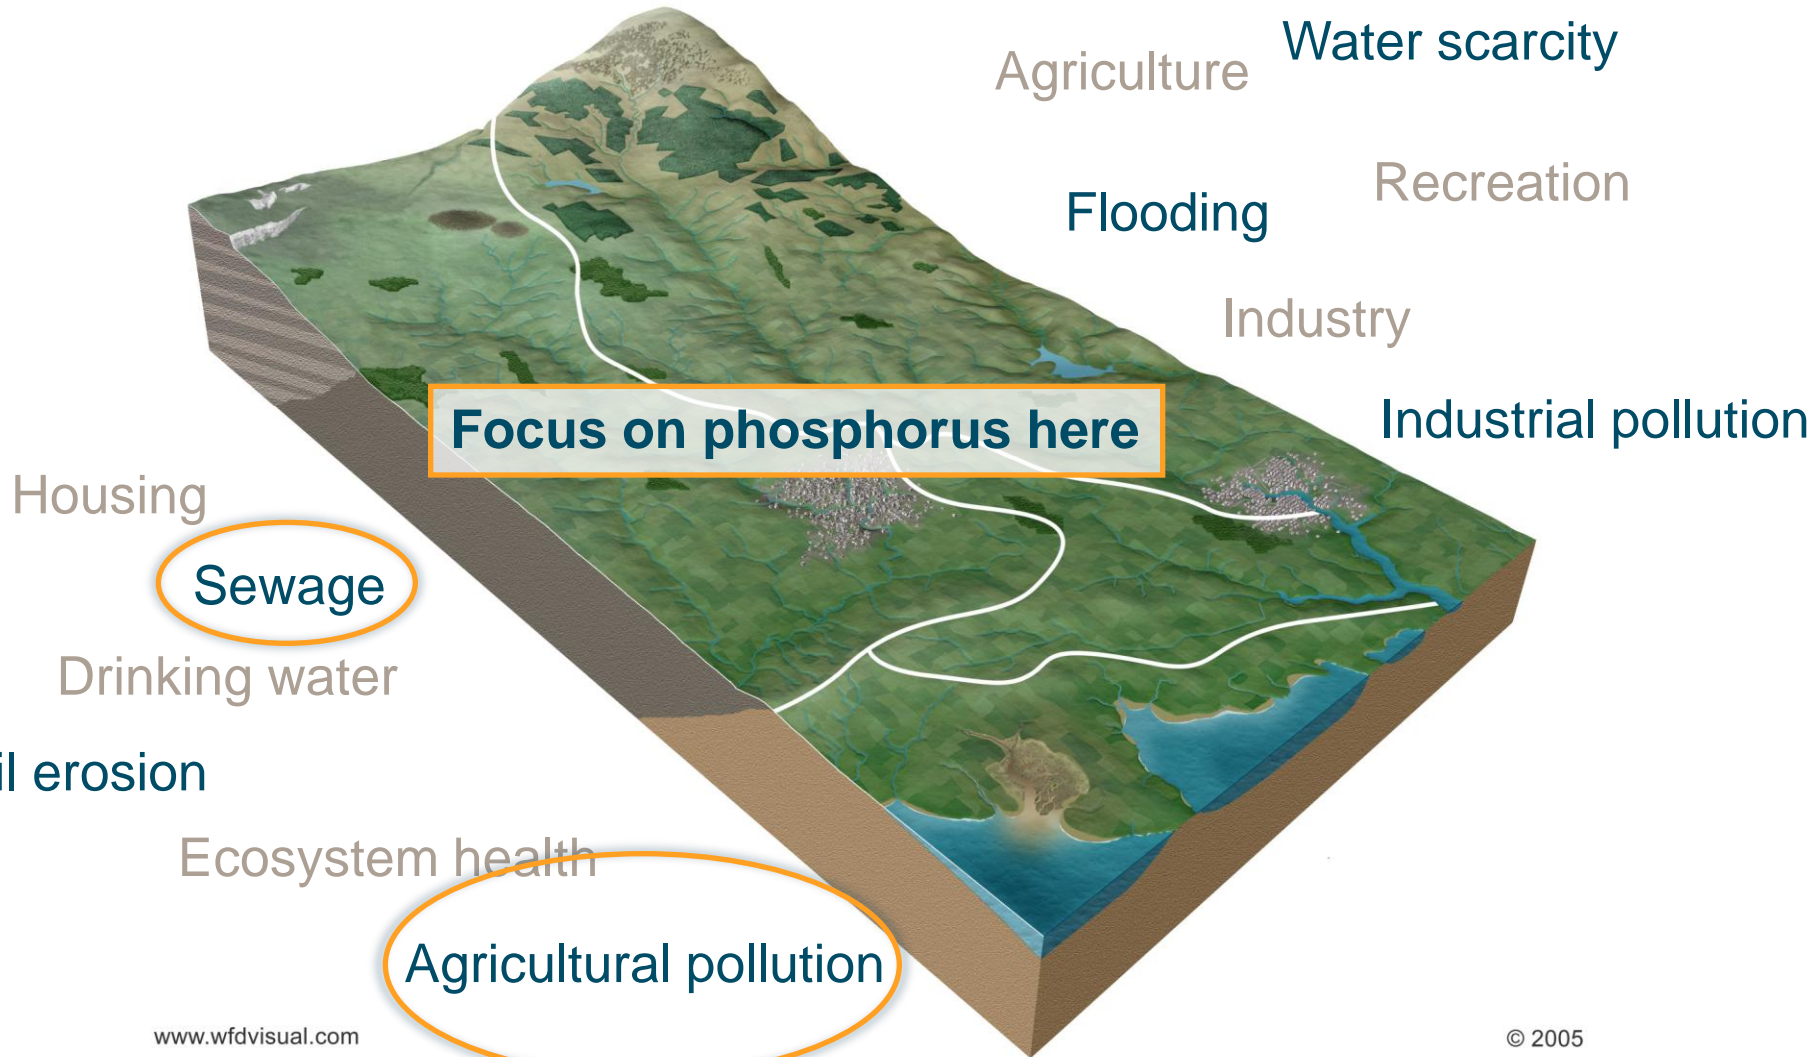 Water scarcity
Agriculture
Recreation
Flooding
Industry
Focus on phosphorus here
Industrial pollution
Housing
Sewage
Drinking water
il erosion
Ecosystem health
Agricultural pollution
www.wfdvisual.com
© 2005